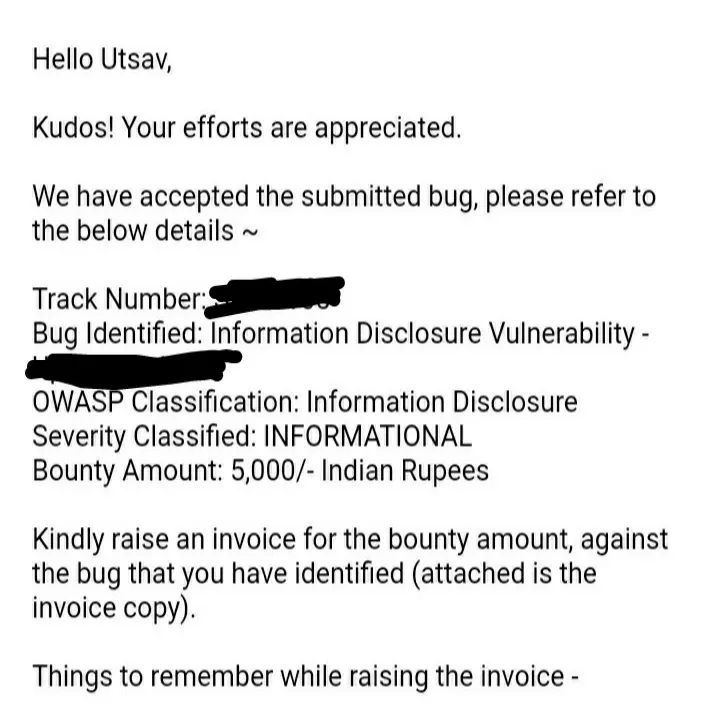 Hello Utsav,
Kudos! Your efforts are appreciated.
We have accepted the submitted bug, please refer to
the below details ~
Track Number:
Bug Identified: Information Disclosure Vulnerability -
OWASP Classification: Information Disclosure
Severity Classified: INFORMATIONAL
Bounty Amount: 5,000/- Indian Rupees
Kindly raise an invoice for the bounty amount, against
the bug that you have identified (attached is the
invoice copy).
Things to remember while raising the invoice -